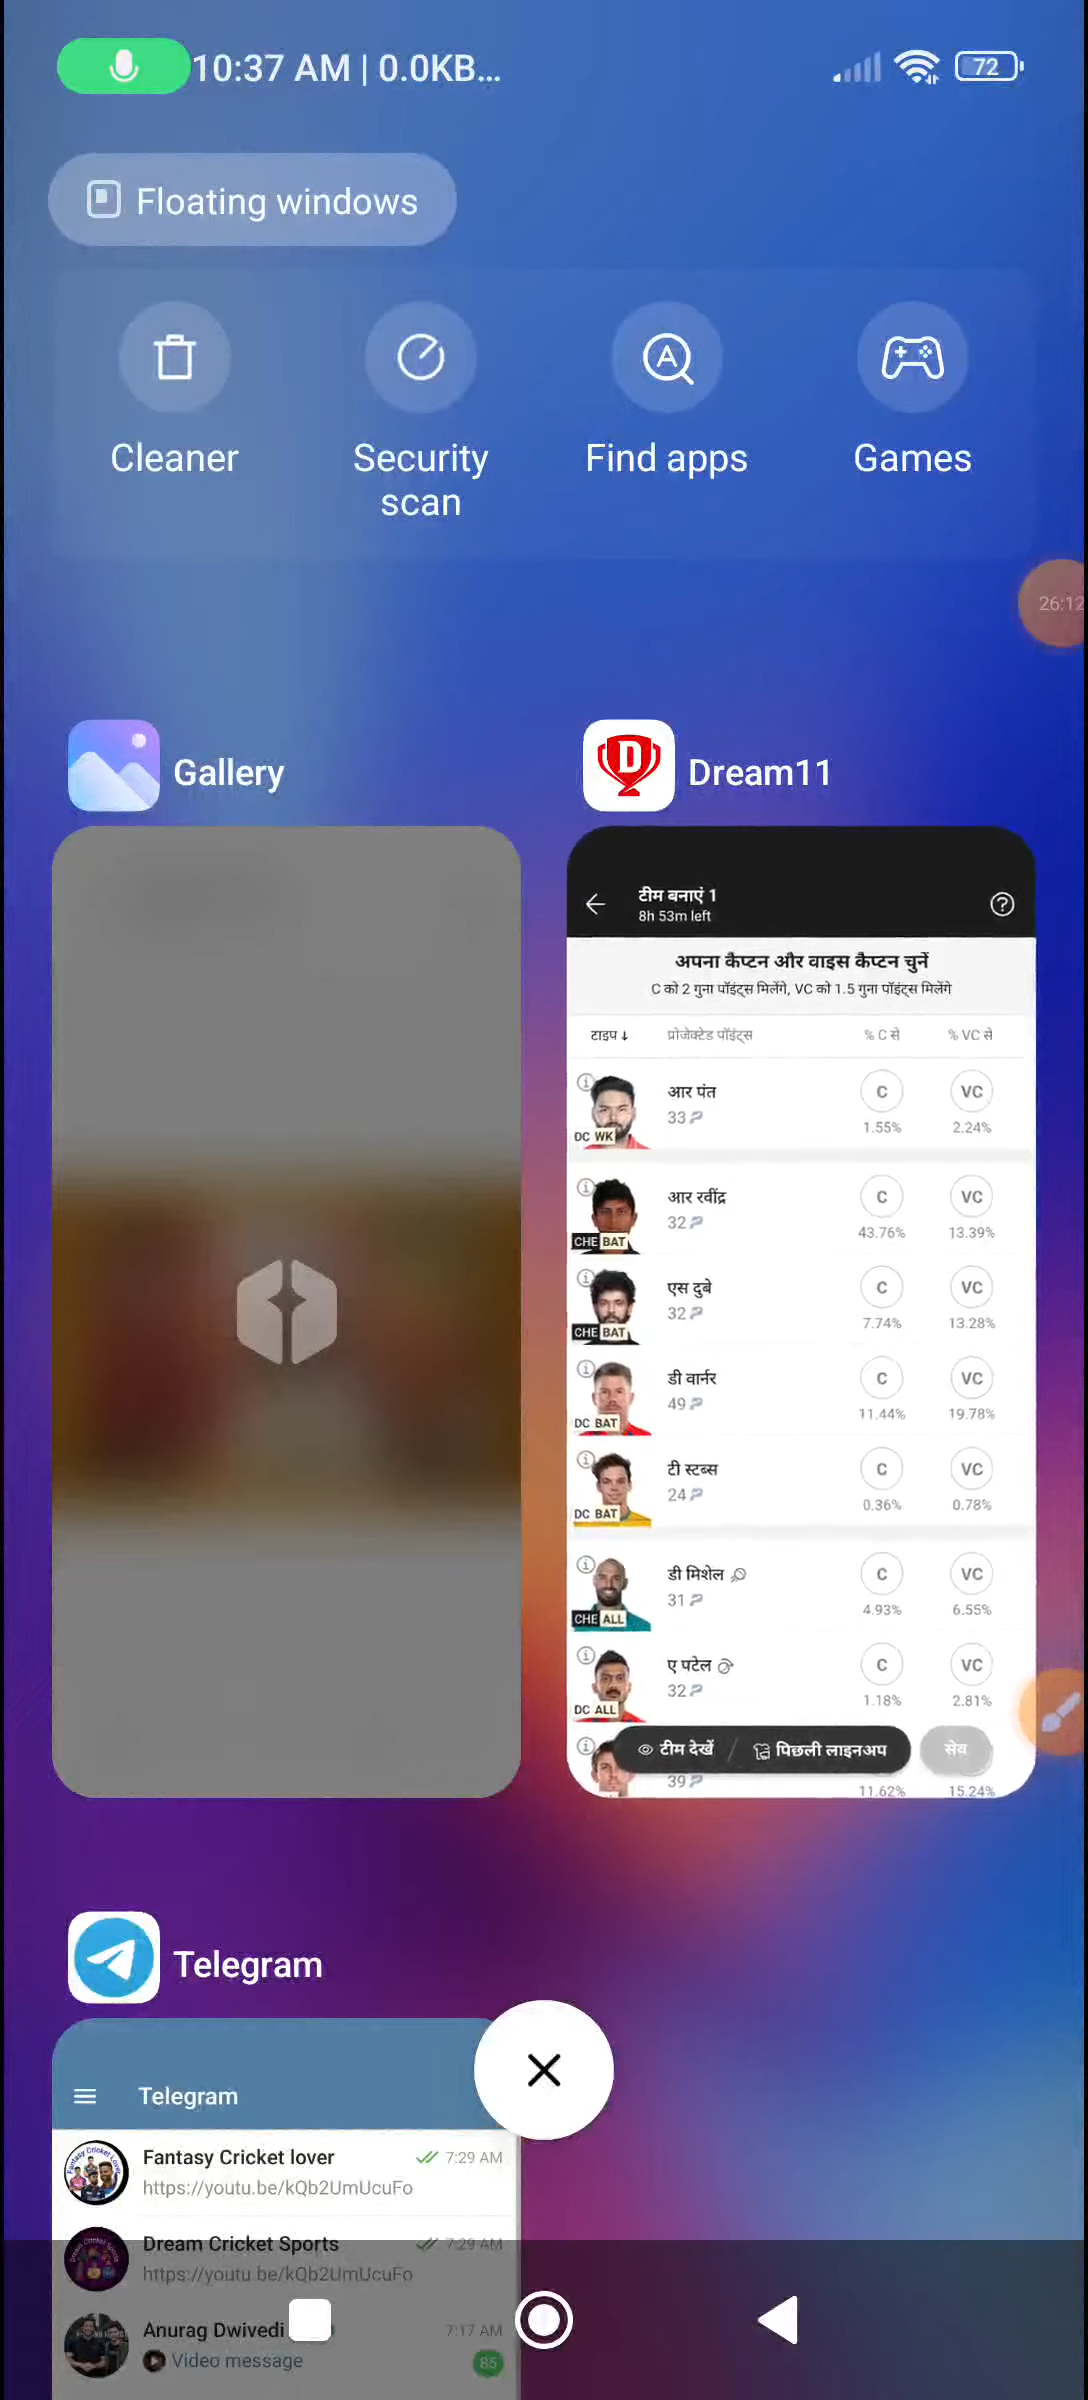 10:37 AM | 0.0KB...
72
Floating windows
Cleaner
Security scan
Find apps
Games
26:12
Gallery
Dream11
टीम बनाएं 1
8h 53m left
अपना कैप्टन और वाइस कैप्टन चुनें
C को 2 गुना पॉइंट्स मिलेंगे, VC को 1.5 गुना पॉइंट्स मिलेंगे
टाइप ↓ प्रोजेक्टेड पॉइंट्स % C से % VC से
आर पंत C VC
33 1.55% 2.24%
DC WK
आर रवींद्र C VC
32 43.76% 13.39%
CHE BAT
एस दुबे C VC
32 7.74% 13.28%
CHE BAT
डी वार्नर C VC
49 11.44% 19.78%
DC BAT
टी स्टब्स C VC
24 0.36% 0.78%
DC BAT
डी मिशेल C VC
31 4.93% 6.55%
CHE ALL
ए पटेल C VC
32 1.18% 2.81%
DC ALL
टीम देखें / पिछली लाइनअप सेव
39 11.62% 15.24%
Telegram
Telegram
Fantasy Cricket lover 7:29 AM
https://youtu.be/kQb2UmUcuFo
Dream Cricket Sports 7:29 AM
https://youtu.be/kQb2UmUcuFo
Anurag Dwivedi 7:17 AM
Video message 85